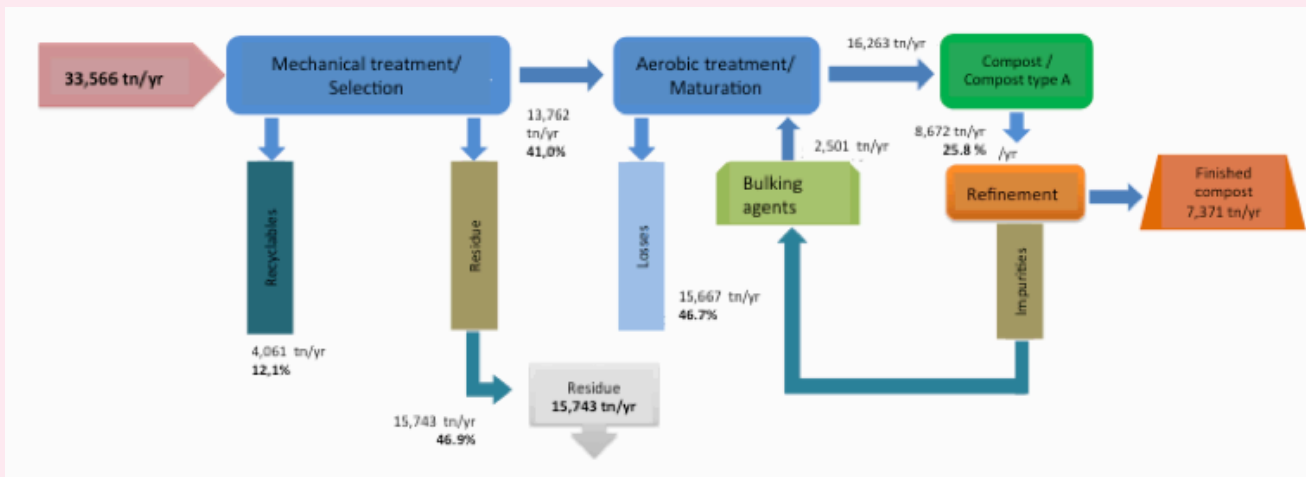 33,566 tn/yr
Mechanical treatment/
Selection
13,762
tn/yr
41,0%
Aerobic treatment/
Maturation
16,263 tn/yr
Compost /
Compost type A
8,672 tn/yr
25.8 %
/yr
Refinement
Finished
compost
7,371 tn/yr
2,501 tn/yr
Bulking
agents
Recyclables
4,061 tn/yr
12,1%
Residue
15,743 tn/yr
46.9%
Residue
15,743 tn/yr
Losses
15,667 tn/yr
46.7%
Impurities